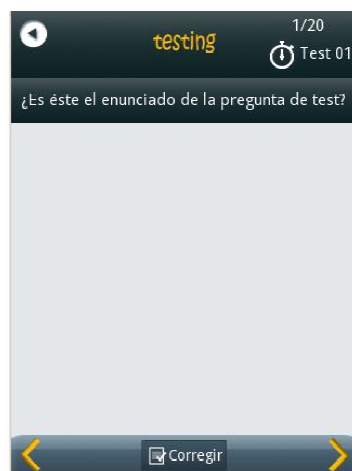 1/20
testing
Test 01
¿Es éste el enunciado de la pregunta de test?
Corregir